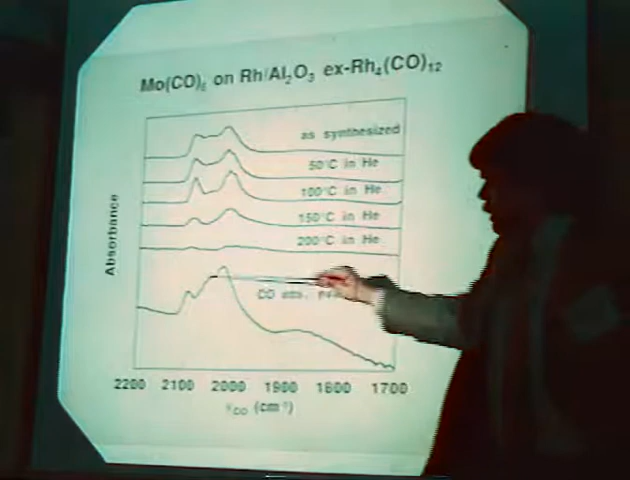 Mo(CO)₆ on Rh/Al₂O₃ ex-Rh₄(CO)₁₂
as synthesized
50°C in He
100°C in He
150°C in He
200°C in He
CO ads.
Absorbance
2200 2100 2000 1900 1800 1700
νCO (cm⁻¹)